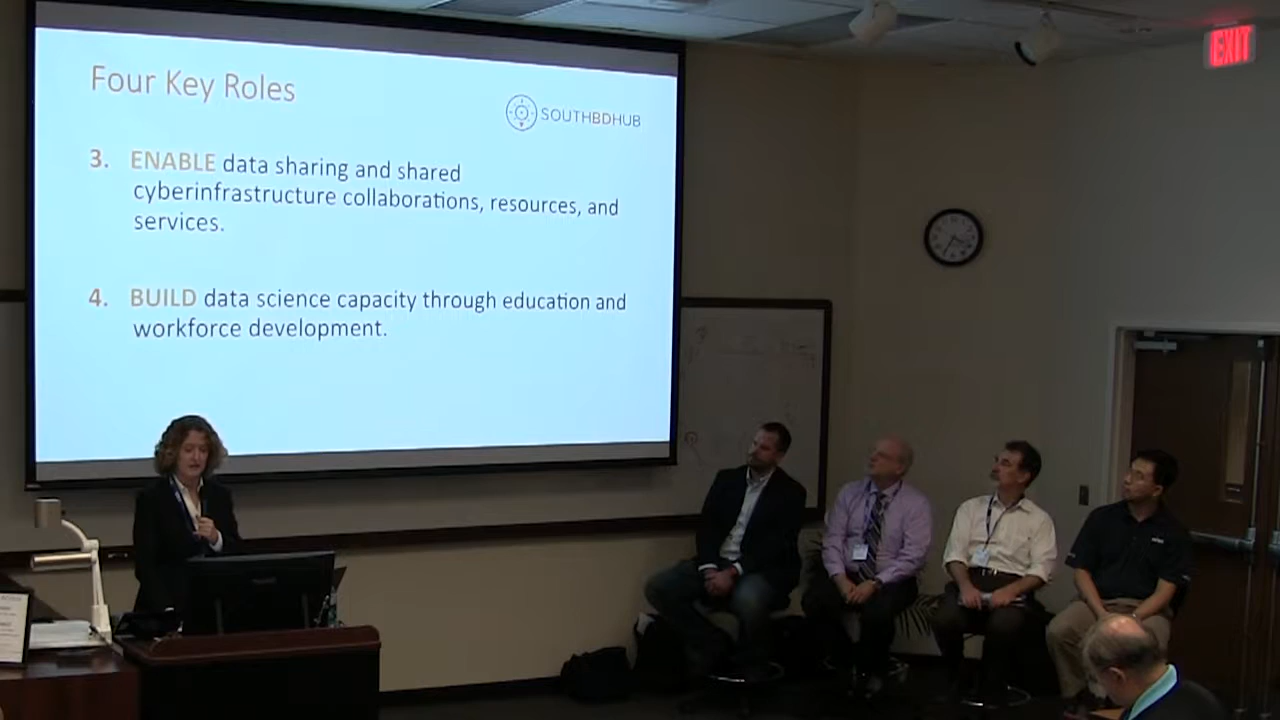 Four Key Roles
SOUTHBDHUB
3. ENABLE data sharing and shared
cyberinfrastructure collaborations, resources, and
services.
4. BUILD data science capacity through education and
workforce development.
EXIT